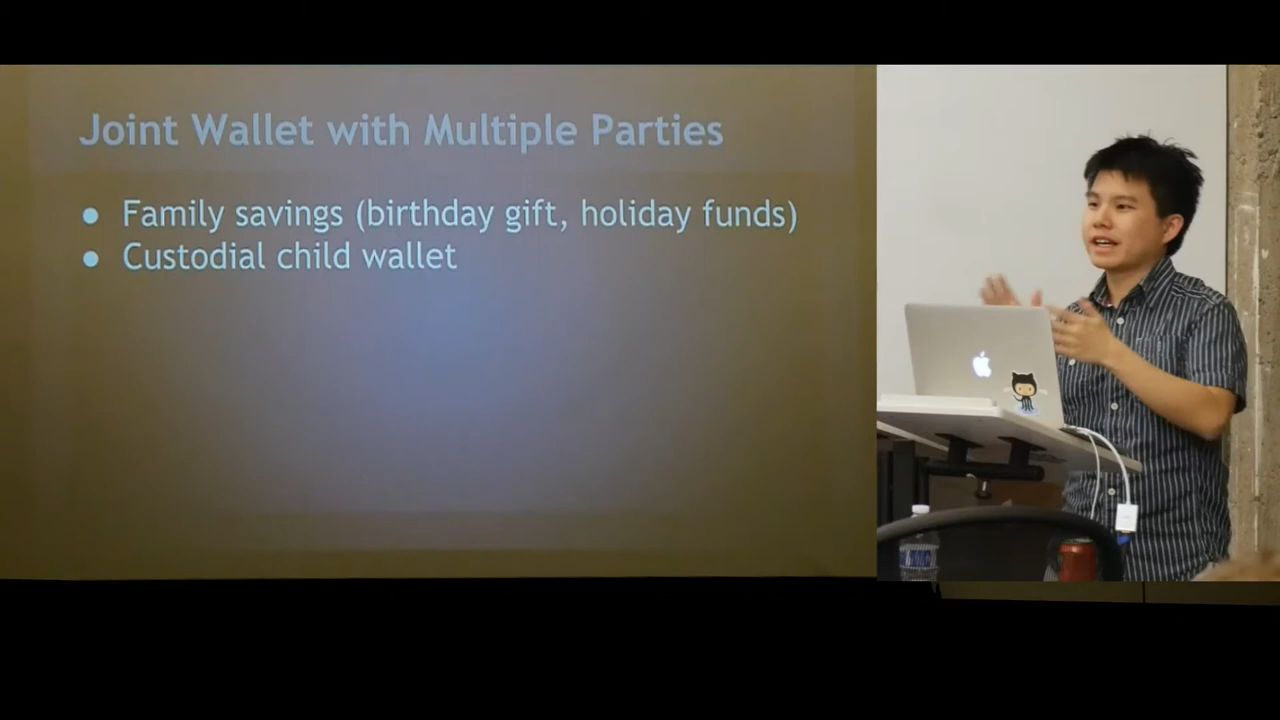 Joint Wallet with Multiple Parties
● Family savings (birthday gift, holiday funds)
● Custodial child wallet